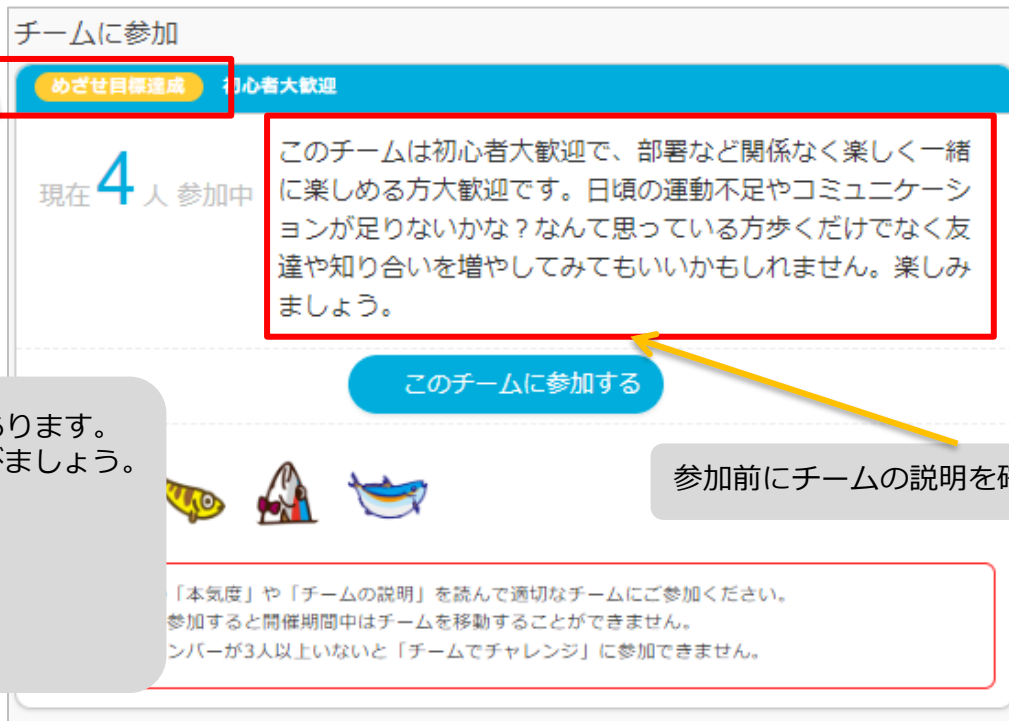 チームに参加
めざせ目標達成 初心者大歓迎
現在4人 参加中
このチームは初心者大歓迎で、部署など関係なく楽しく一緒
に楽しめる方大歓迎です。日頃の運動不足やコミュニケーシ
ョンが足りないかな？なんて思っている方歩くだけでなく友
達や知り合いを増やしてみてもいいかもしれません。楽しみ
ましょう。
このチームに参加する
ります。
ましょう。
参加前にチームの説明を
「本気度」や「チームの説明」を読んで適切なチームにご参加ください。
参加すると開催期間中はチームを移動することができません。
ンバーが3人以上いないと「チームでチャレンジ」に参加できません。